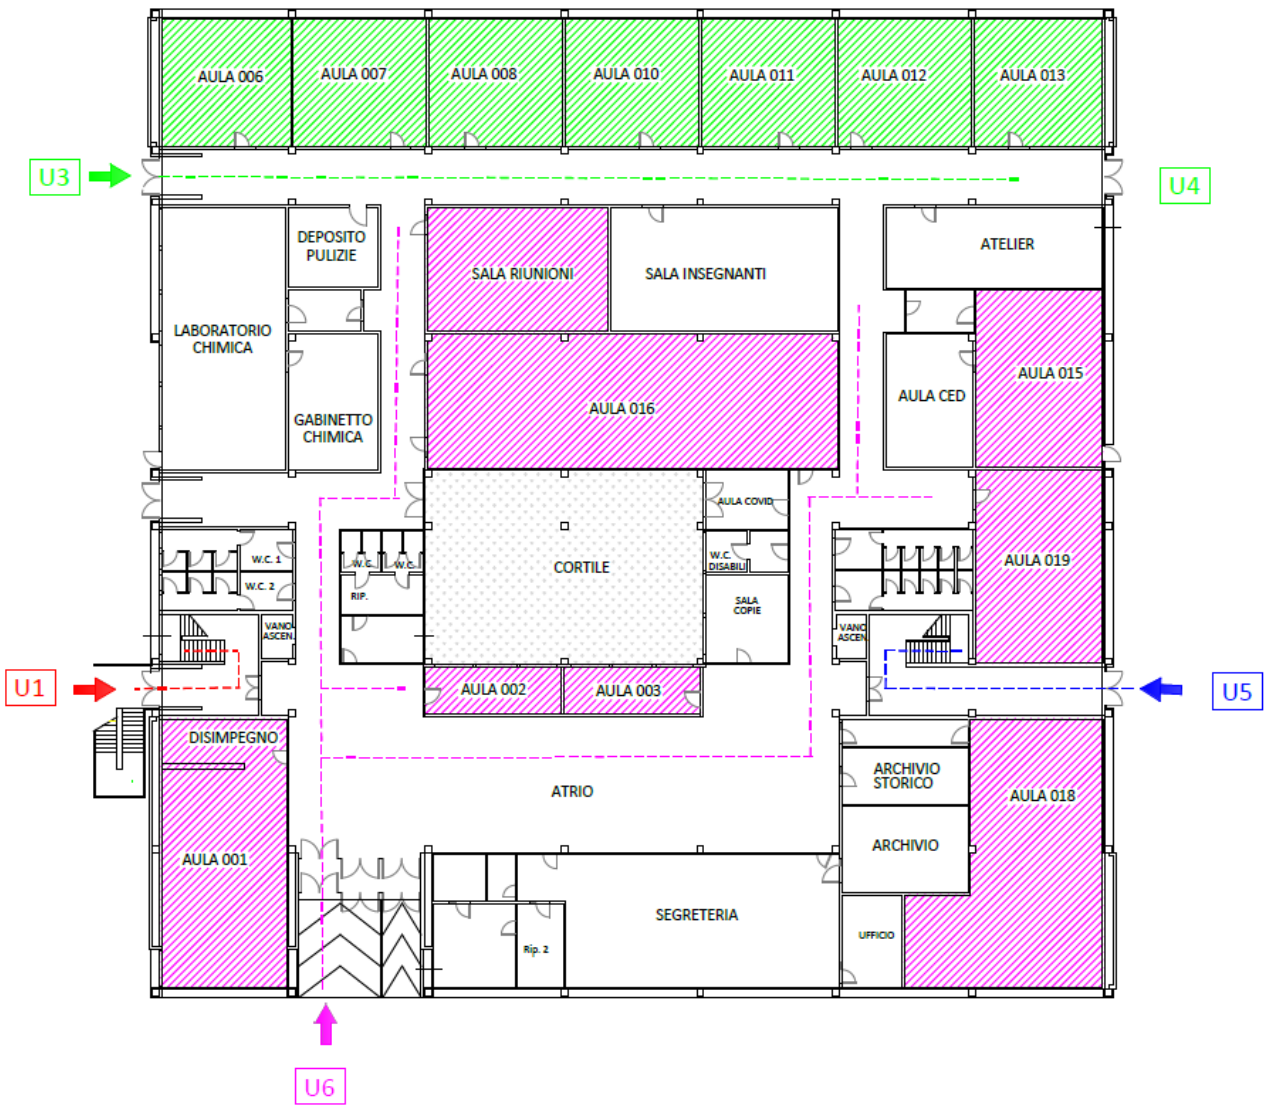 AULA 006
AULA 007
AULA 008
AULA 010
AULA 011
AULA 012
AULA 013
U3
U4
DEPOSITO
PULIZIE
SALA RIUNIONI
SALA INSEGNANTI
ATELIER
LABORATORIO
CHIMICA
AULA 015
AULA CED
AULA 016
GABINETTO
CHIMICA
AULA COVID
W.C. 1
W.C.
W.C.
CORTILE
W.C.
DISABILI
AULA 019
W.C. 2
RIP.
SALA
COPIE
VANO
ASCEN.
VANO
ASCEN.
U1
AULA 002
AULA 003
U5
DISIMPEGNO
ARCHIVIO
STORICO
ATRIO
AULA 018
AULA 001
ARCHIVIO
SEGRETERIA
UFFICIO
Rip. 2
U6